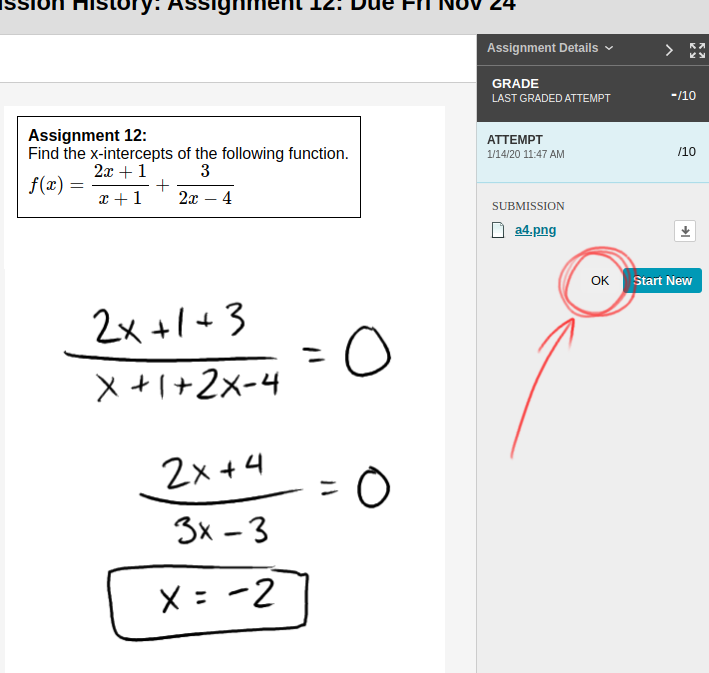 ssion History: Assignment 12: Due Fri Nov 24
Assignment Details
GRADE
LAST GRADED ATTEMPT
-/10
ATTEMPT
1/14/20 11:47 AM
/10
SUBMISSION
a4.png
OK
Start New
Assignment 12:
Find the x-intercepts of the following function.
f(x) = \frac{2x + 1}{x + 1} + \frac{3}{2x − 4}
\frac{2x+1+3}{x+1+2x-4} = 0
\frac{2x+4}{3x-3} = 0
x = -2